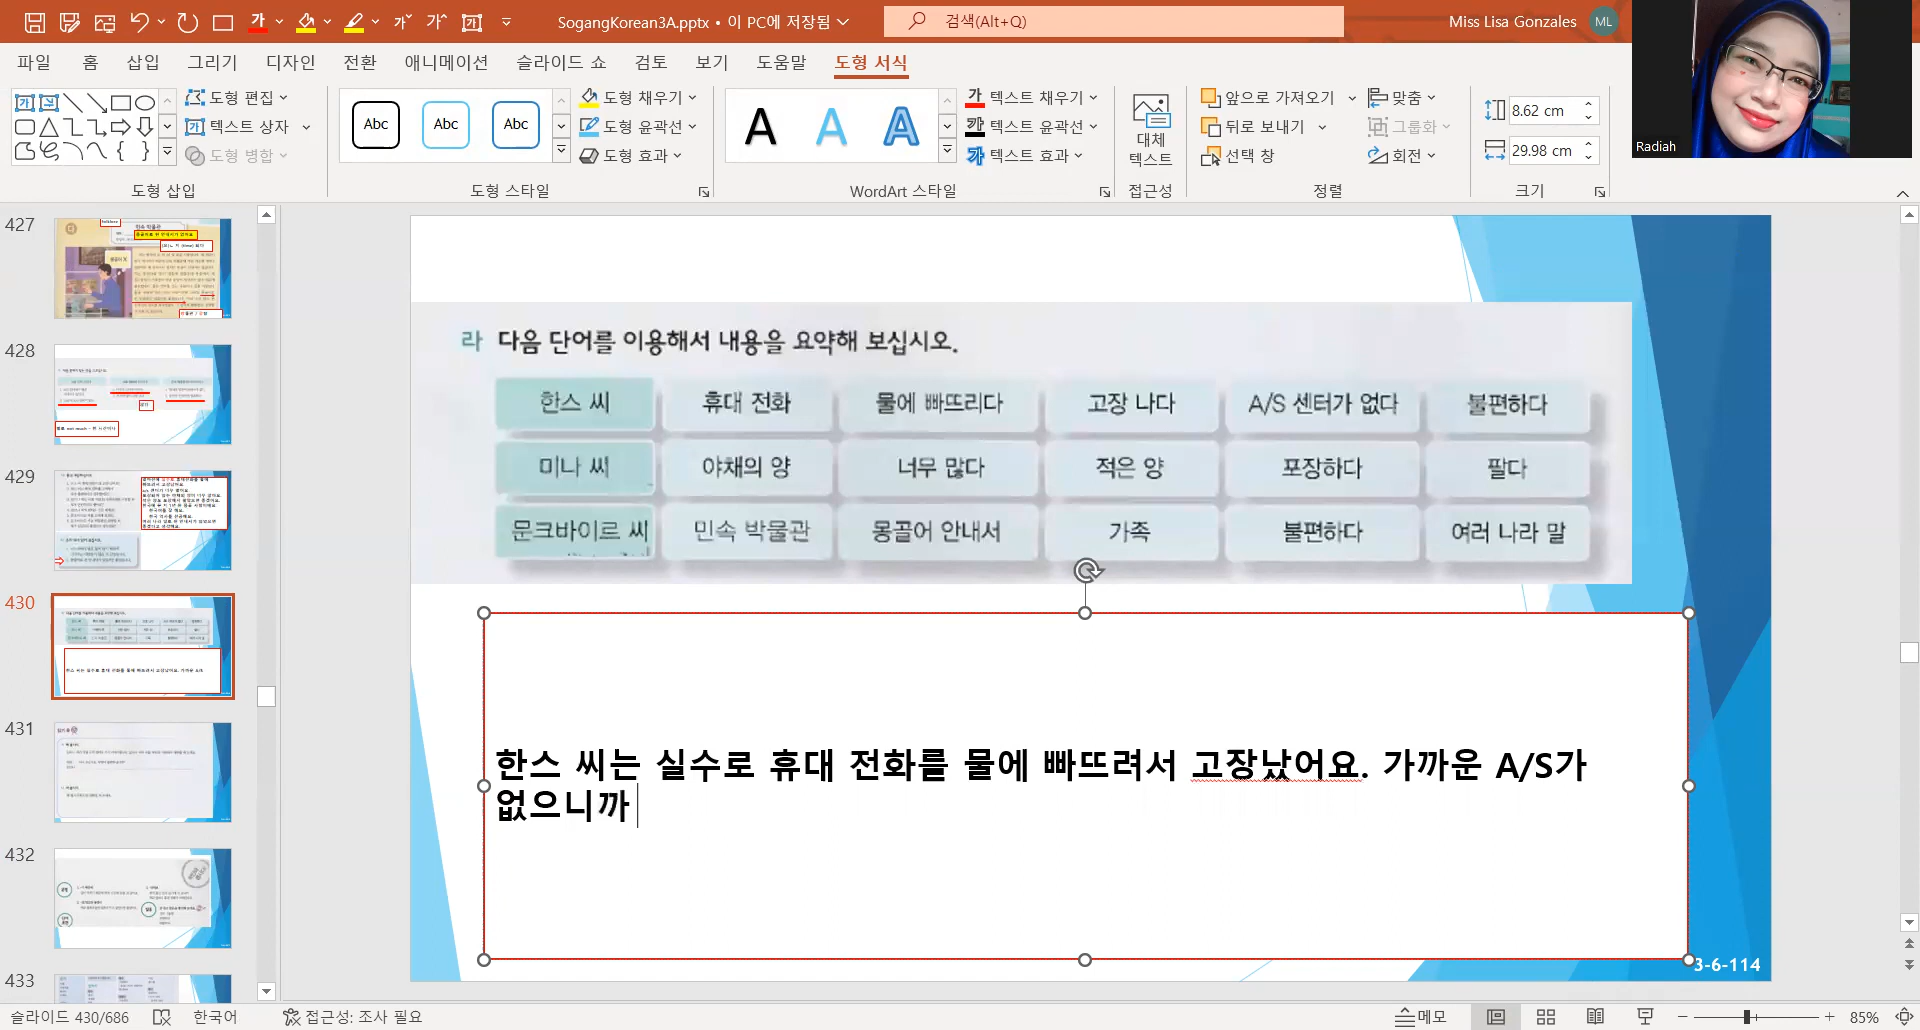 SogangKorean3A.pptx • 이 PC에 저장됨
검색(Alt+Q)
Miss Lisa Gonzales
ML
파일 홈 삽입 그리기 디자인 전환 애니메이션 슬라이드 쇼 검토 보기 도움말 도형 서식
도형 편집
텍스트 상자
도형 병합
도형 삽입
Abc Abc Abc
도형 채우기
도형 윤곽선
도형 효과
도형 스타일
A A A
텍스트 채우기
텍스트 윤곽선
텍스트 효과
WordArt 스타일
대체
텍스트
접근성
앞으로 가져오기
뒤로 보내기
선택 창
맞춤
그룹화
회전
정렬
8.62 cm
29.98 cm
크기
Radiah
427
428
429
430
431
432
433
라 다음 단어를 이용해서 내용을 요약해 보십시오.
한스 씨 휴대 전화 물에 빠뜨리다 고장 나다 A/S 센터가 없다 불편하다
미나 씨 야채의 양 너무 많다 적은 양 포장하다 팔다
문크바이르 씨 민속 박물관 몽골어 안내서 가족 불편하다 여러 나라 말
한스 씨는 실수로 휴대 전화를 물에 빠뜨려서 고장났어요. 가까운 A/S가
없으니까
3-6-114
슬라이드 430/686
한국어
접근성: 조사 필요
메모
85%